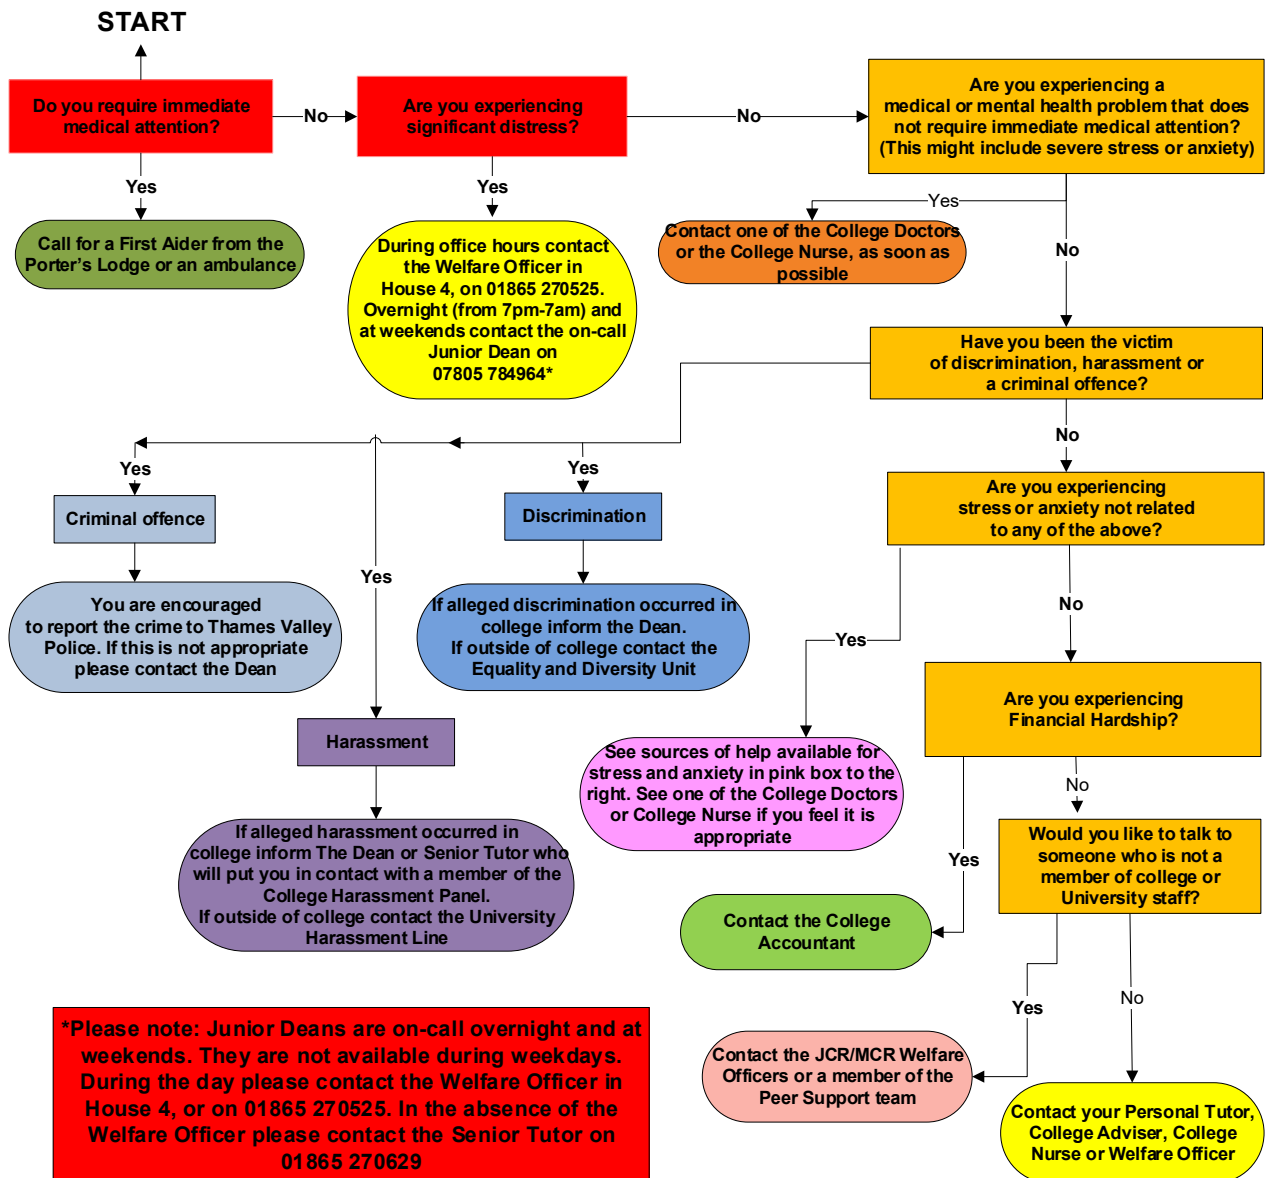 START
Do you require immediate
medical attention?
No
Are you experiencing
significant distress?
No
Are you experiencing a
medical or mental health problem that does
not require immediate medical attention?
(This might include severe stress or anxiety)
Yes
Yes
Yes
No
Call for a First Aider from the
Porter's Lodge or an ambulance
During office hours contact
the Welfare Officer in
House 4, on 01865 270525.
Overnight (from 7pm-7am) and
at weekends contact the on-call
Junior Dean on
07805 784964*
Contact one of the College Doctors
or the College Nurse, as soon as
possible
Have you been the victim
of discrimination, harassment or
a criminal offence?
No
Yes
Yes
Yes
Criminal offence
Discrimination
Are you experiencing
stress or anxiety not related
to any of the above?
You are encouraged
to report the crime to Thames Valley
Police. If this is not appropriate
please contact the Dean
If alleged discrimination occurred in
college inform the Dean.
If outside of college contact the
Equality and Diversity Unit
Yes
No
Harassment
Are you experiencing
Financial Hardship?
See sources of help available for
stress and anxiety in pink box to the
right. See one of the College Doctors
or College Nurse if you feel it is
appropriate
No
Yes
If alleged harassment occurred in
college inform The Dean or Senior Tutor who
will put you in contact with a member of the
College Harassment Panel.
If outside of college contact the University
Harassment Line
Would you like to talk to
someone who is not a
member of college or
University staff?
Contact the College
Accountant
Yes
No
*Please note: Junior Deans are on-call overnight and at
weekends. They are not available during weekdays.
During the day please contact the Welfare Officer in
House 4, or on 01865 270525. In the absence of the
Welfare Officer please contact the Senior Tutor on
01865 270629
Contact the JCR/MCR Welfare
Officers or a member of the
Peer Support team
Contact your Personal Tutor,
College Adviser, College
Nurse or Welfare Officer